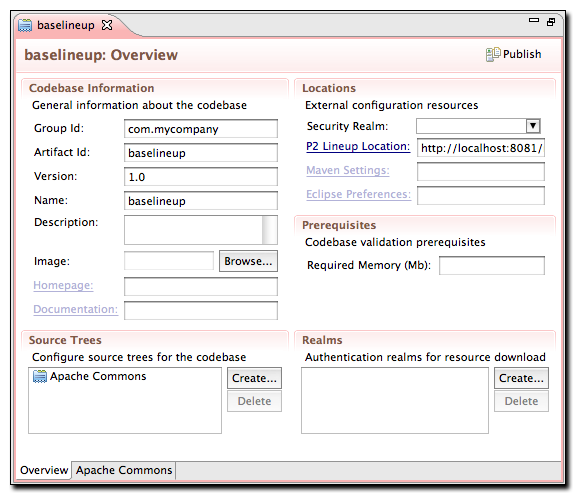 baselineup
baselineup: Overview
Publish
Codebase Information
General information about the codebase
Group Id: com.mycompany
Artifact Id: baselineup
Version: 1.0
Name: baselineup
Description:
Image: Browse...
Homepage:
Documentation:
Locations
External configuration resources
Security Realm:
P2 Lineup Location: http://localhost:8081/
Maven Settings:
Eclipse Preferences:
Prerequisites
Codebase validation prerequisites
Required Memory (Mb):
Source Trees
Configure source trees for the codebase
Apache Commons
Create...
Delete
Realms
Authentication realms for resource download
Create...
Delete
Overview Apache Commons